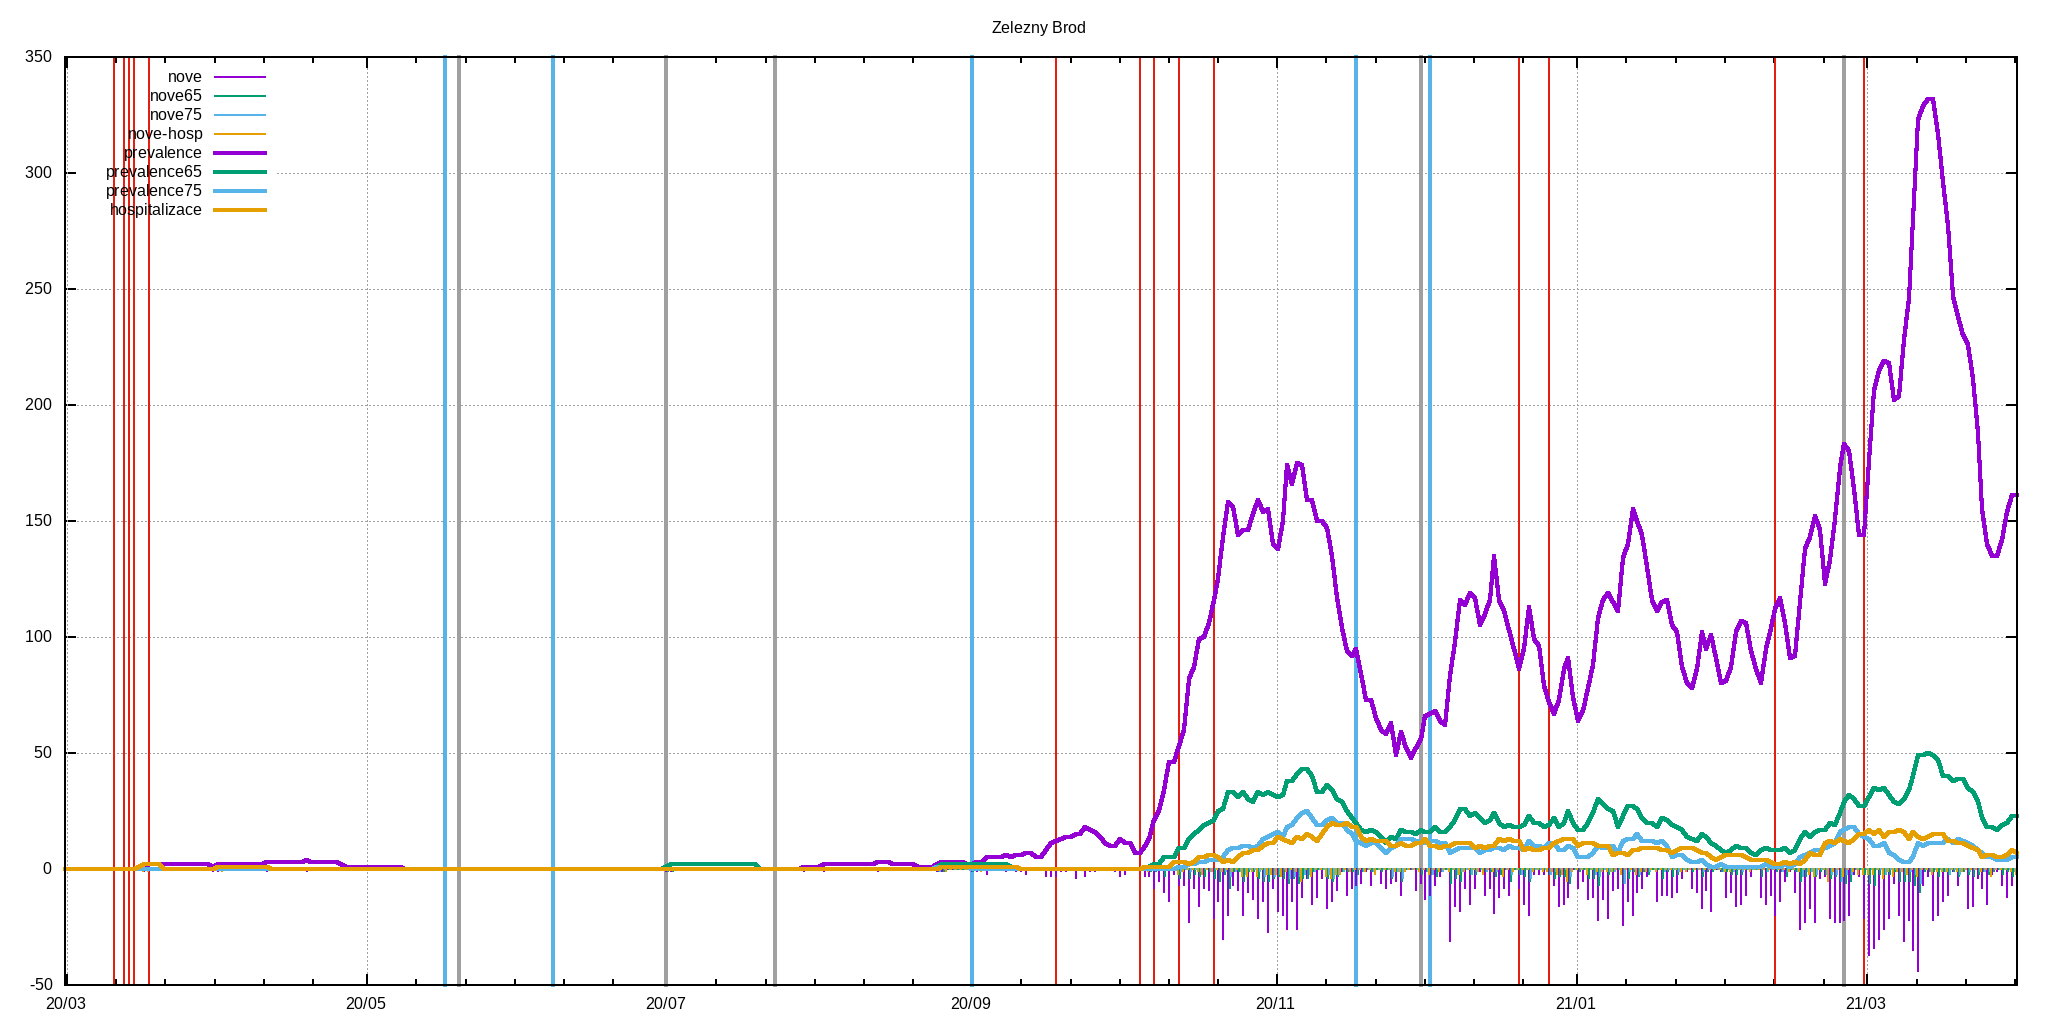 Zelezny Brod
350
300
250
200
150
100
50
0
-50
nove
nove65
nove75
nove-hosp
prevalence
prevalence65
prevalence75
hospitalizace
20/03 20/05 20/07 20/09 20/11 21/01 21/03